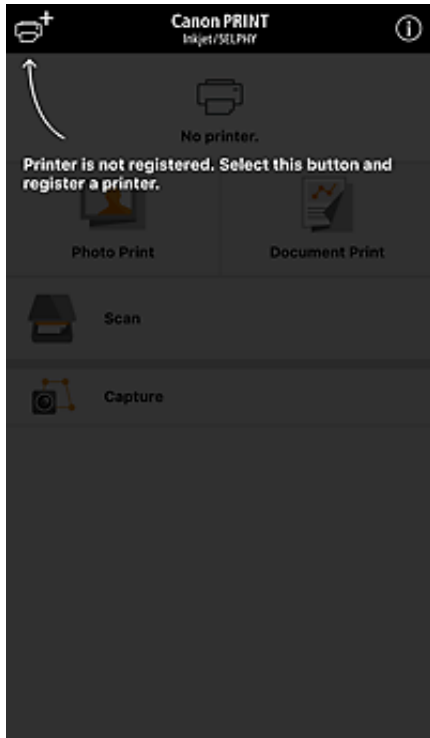 Canon PRINT
Inkjet/SELPHY
No printer.
Printer is not registered. Select this button and
register a printer.
Photo Print
Document Print
Scan
Capture